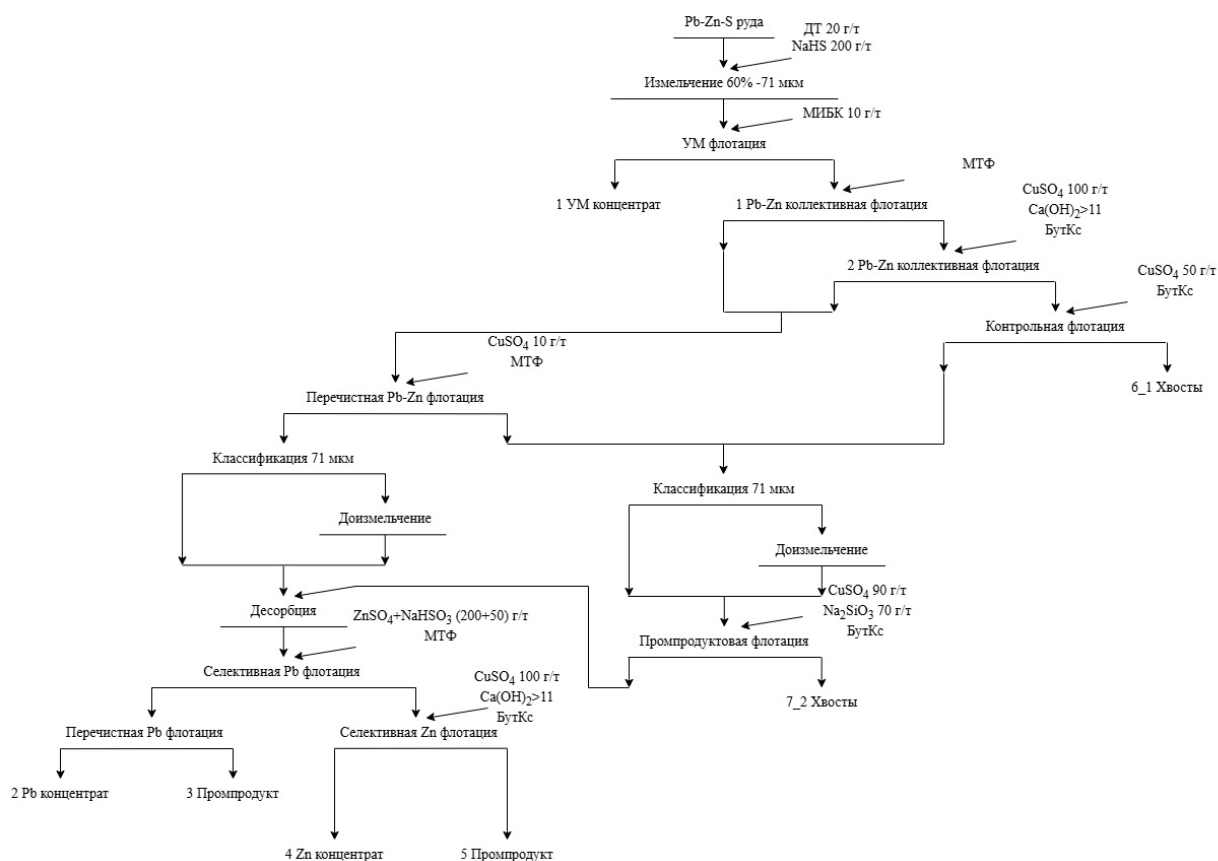 Pb-Zn-S руда
ДТ 20 г/т
NaHS 200 г/т
Измельчение 60% -71 мкм
МИБК 10 г/т
УМ флотация
МТФ
1 УМ концентрат
1 Pb-Zn коллективная флотация
CuSO4 100 г/т
Ca(OH)2>11
БутКс
2 Pb-Zn коллективная флотация
CuSO4 50 г/т
БутКс
Контрольная флотация
CuSO4 10 г/т
МТФ
Перечистная Pb-Zn флотация
6_1 Хвосты
Классификация 71 мкм
Классификация 71 мкм
Доизмельчение
Доизмельчение
CuSO4 90 г/т
Na2SiO3 70 г/т
БутКс
Десорбция
ZnSO4+NaHSO3 (200+50) г/т
МТФ
Промпродуктовая флотация
Селективная Pb флотация
CuSO4 100 г/т
Ca(OH)2>11
БутКс
7_2 Хвосты
Перечистная Pb флотация
Селективная Zn флотация
2 Pb концентрат
3 Промпродукт
4 Zn концентрат
5 Промпродукт